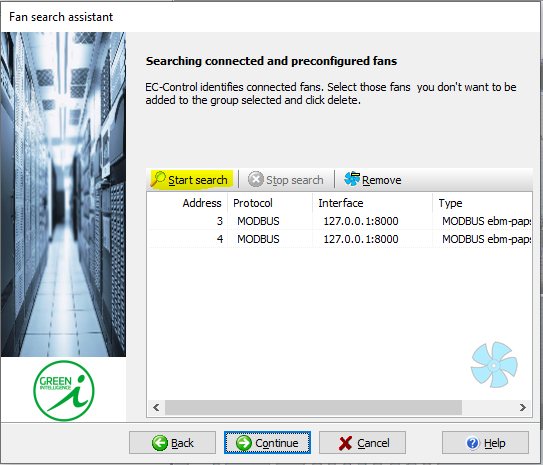 Fan search assistant
Searching connected and preconfigured fans
EC-Control identifies connected fans. Select those fans  you don't want to be
added to the group selected and click delete.
Start search Stop search Remove
Address Protocol Interface Type
3 MODBUS 127.0.0.1:8000 MODBUS ebm-paps
4 MODBUS 127.0.0.1:8000 MODBUS ebm-paps
GREEN
INTELLIGENCE
Back Continue Cancel Help